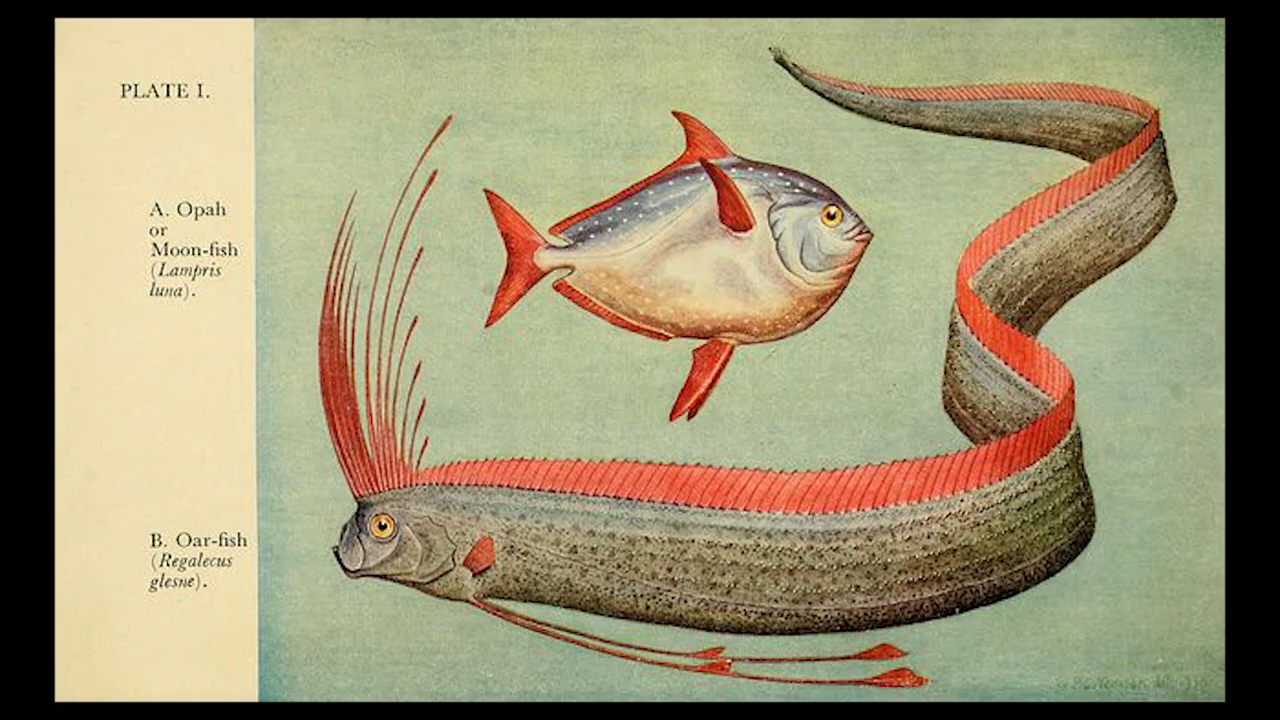 PLATE I.
A. Opah
or
Moon-fish
(Lampris
luna).
B. Oar-fish
(Regalecus
glesne).